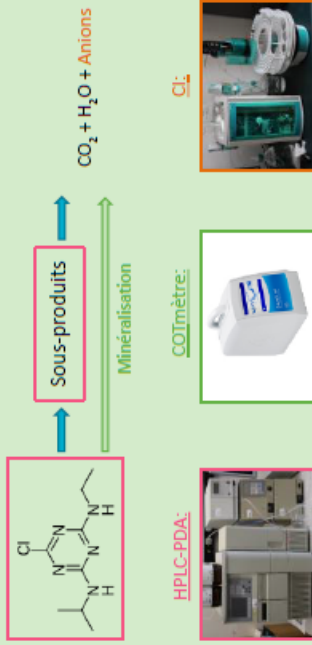 Cl
N
N
N
N
H
N
H
Sous-produits
CO₂ + H₂O + Anions
Minéralisation
HPLC-PDA:
COTmètre:
CI: